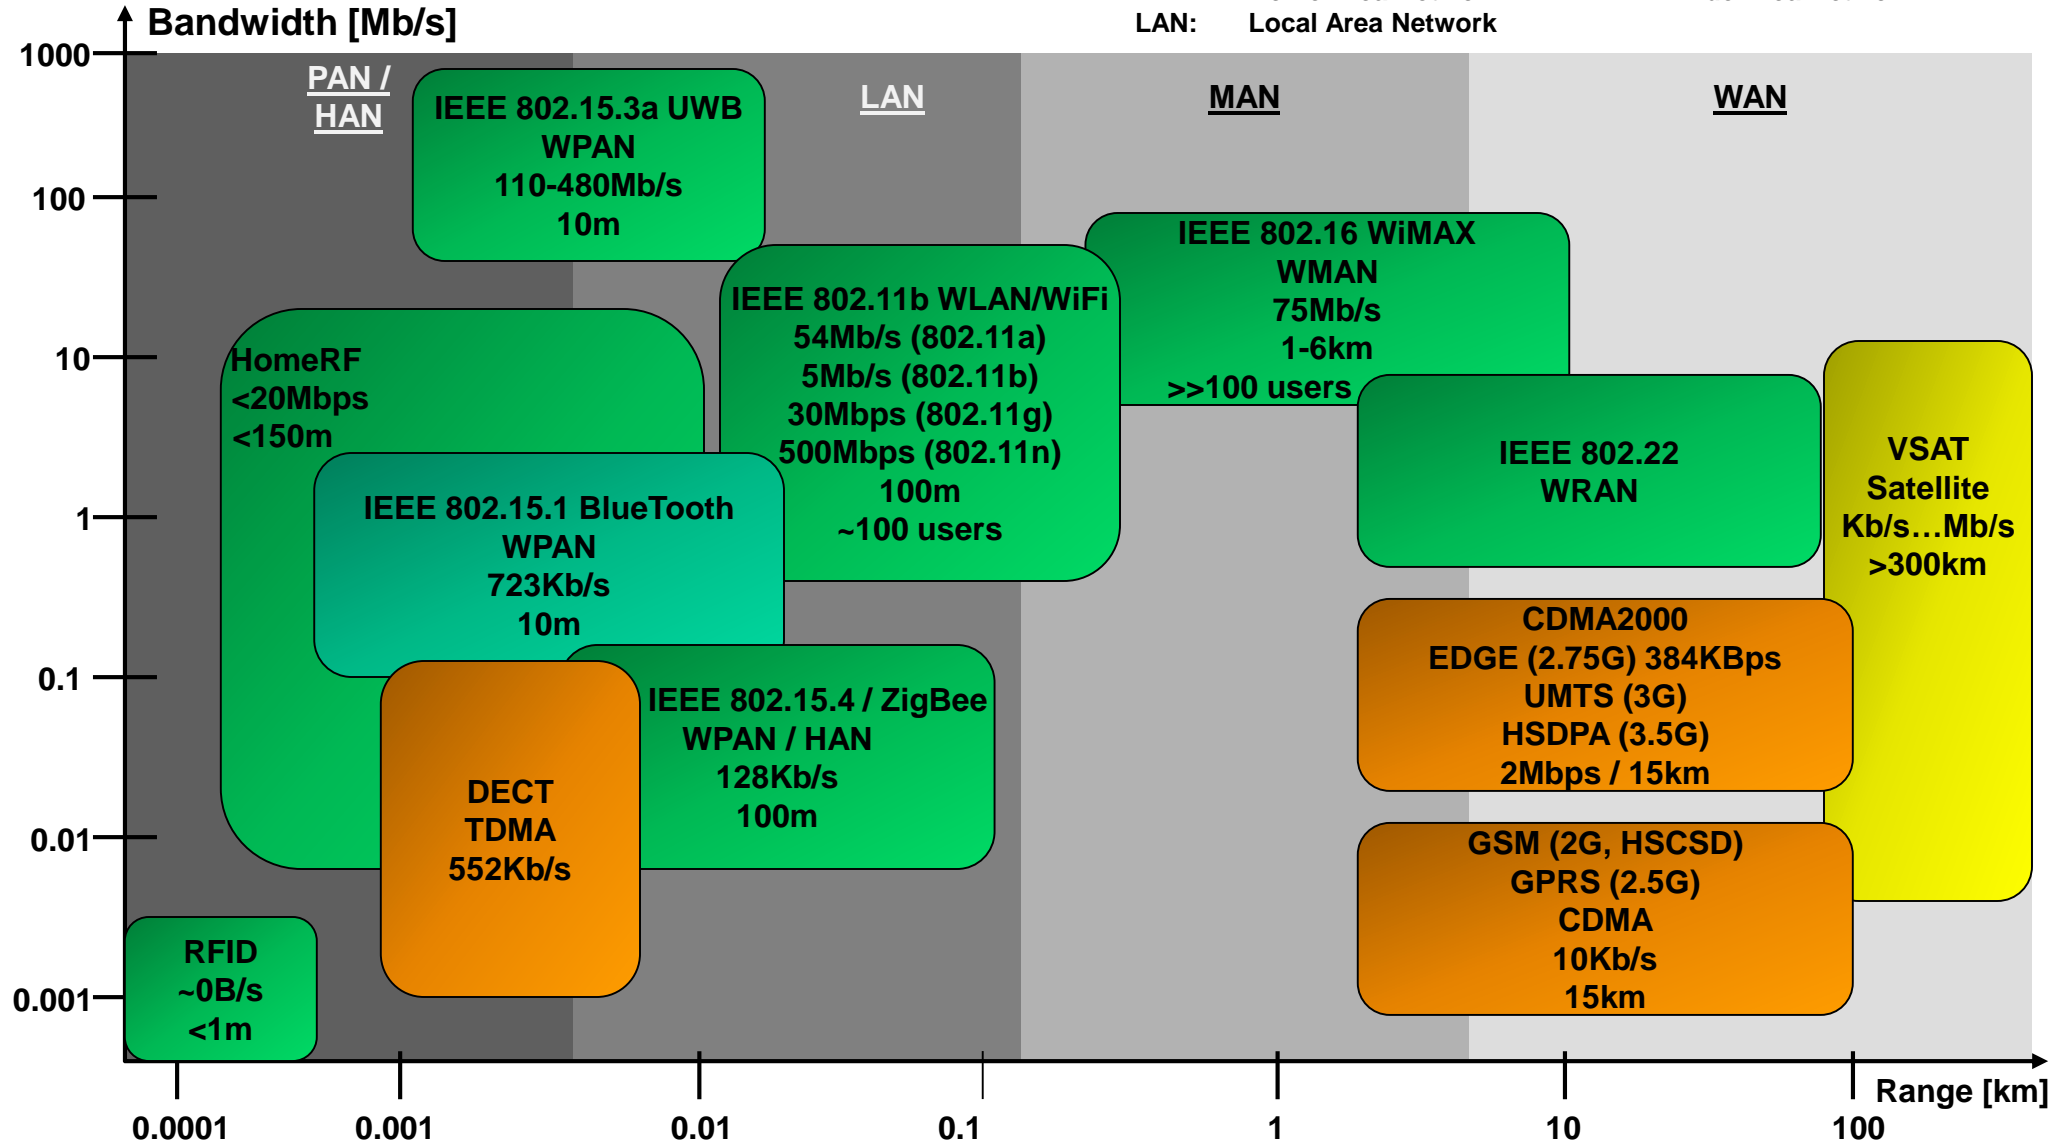 Bandwidth [Mb/s]
LAN: Local Area Network
1000
100
10
1
0.1
0.01
0.001
PAN /
HAN
LAN
MAN
WAN
IEEE 802.15.3a UWB
WPAN
110-480Mb/s
10m
IEEE 802.16 WiMAX
WMAN
75Mb/s
1-6km
>>100 users
IEEE 802.11b WLAN/WiFi
54Mb/s (802.11a)
5Mb/s (802.11b)
30Mbps (802.11g)
500Mbps (802.11n)
100m
~100 users
HomeRF
<20Mbps
<150m
IEEE 802.22
WRAN
VSAT
Satellite
Kb/s…Mb/s
>300km
IEEE 802.15.1 BlueTooth
WPAN
723Kb/s
10m
CDMA2000
EDGE (2.75G) 384KBps
UMTS (3G)
HSDPA (3.5G)
2Mbps / 15km
IEEE 802.15.4 / ZigBee
WPAN / HAN
128Kb/s
100m
DECT
TDMA
552Kb/s
GSM (2G, HSCSD)
GPRS (2.5G)
CDMA
10Kb/s
15km
RFID
~0B/s
<1m
Range [km]
0.0001
0.001
0.01
0.1
1
10
100